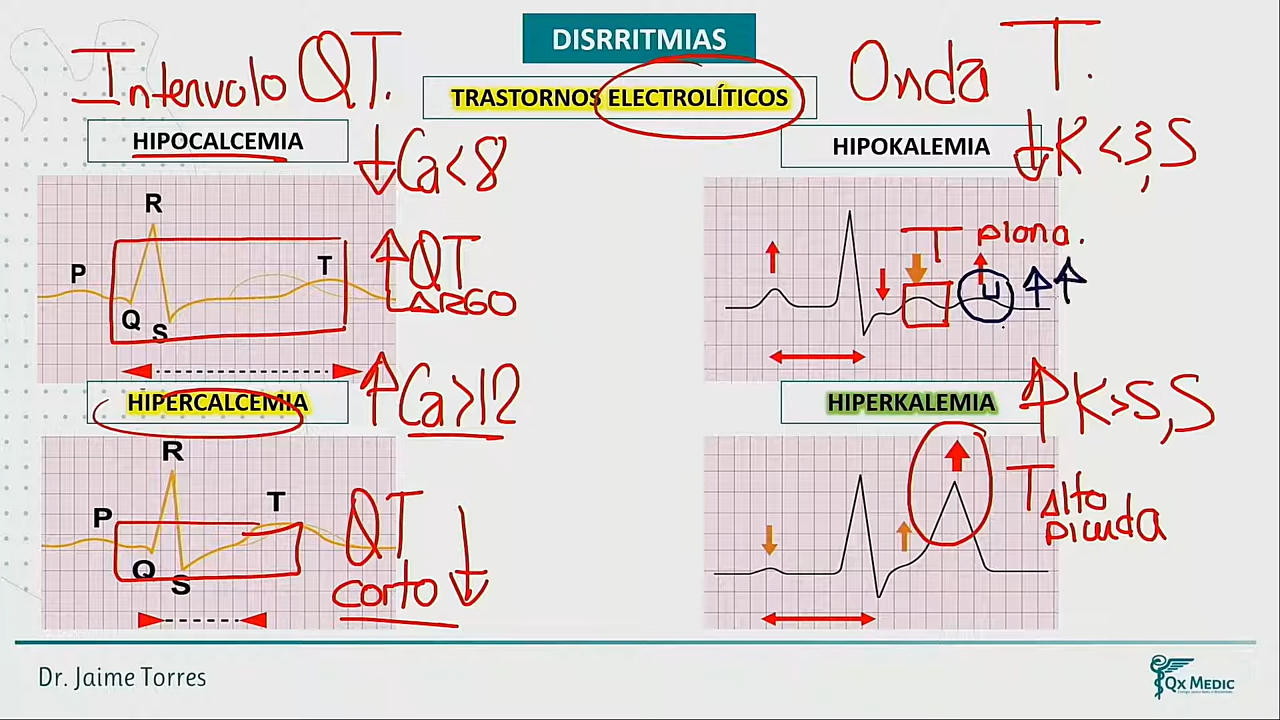 DISRRITMIAS
TRASTORNOS ELECTROLÍTICOS
Intervalo QT.
HIPOCALCEMIA
↓ Ca < 8
R
P
T
Q
S
↑ QT
LARGO
HIPERCALCEMIA
↑ Ca > 12
R
T
P
Q
S
QT ↓
corto
Onda T.
HIPOKALEMIA
↓ K < 3,5
T plana.
U ↑↑
HIPERKALEMIA
↑ K > 5,5
T Alto
picuda
Dr. Jaime Torres
Qx MEDIC